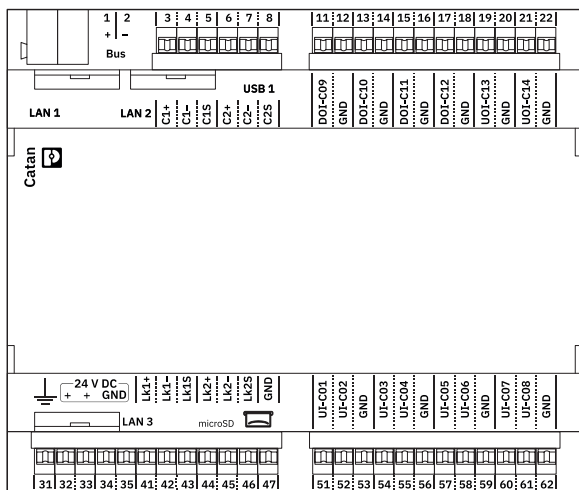 1 2 3 4 5 6 7 8 11 12 13 14 15 16 17 18 19 20 21 22
+ −
Bus
USB 1
LAN 1 LAN 2 C1+ C1− C1S C2+ C2− C2S DOI-C09 GND DOI-C10 GND DOI-C11 GND DOI-C12 GND UOI-C13 GND UOI-C14 GND
Catan
24 V DC
+ + GND
Lk1+ Lk1− Lk1S Lk2+ Lk2− Lk2S GND UI-C01 UI-C02 GND UI-C03 UI-C04 GND UI-C05 UI-C06 GND UI-C07 UI-C08 GND
LAN 3 microSD
31 32 33 34 35 41 42 43 44 45 46 47 51 52 53 54 55 56 57 58 59 60 61 62